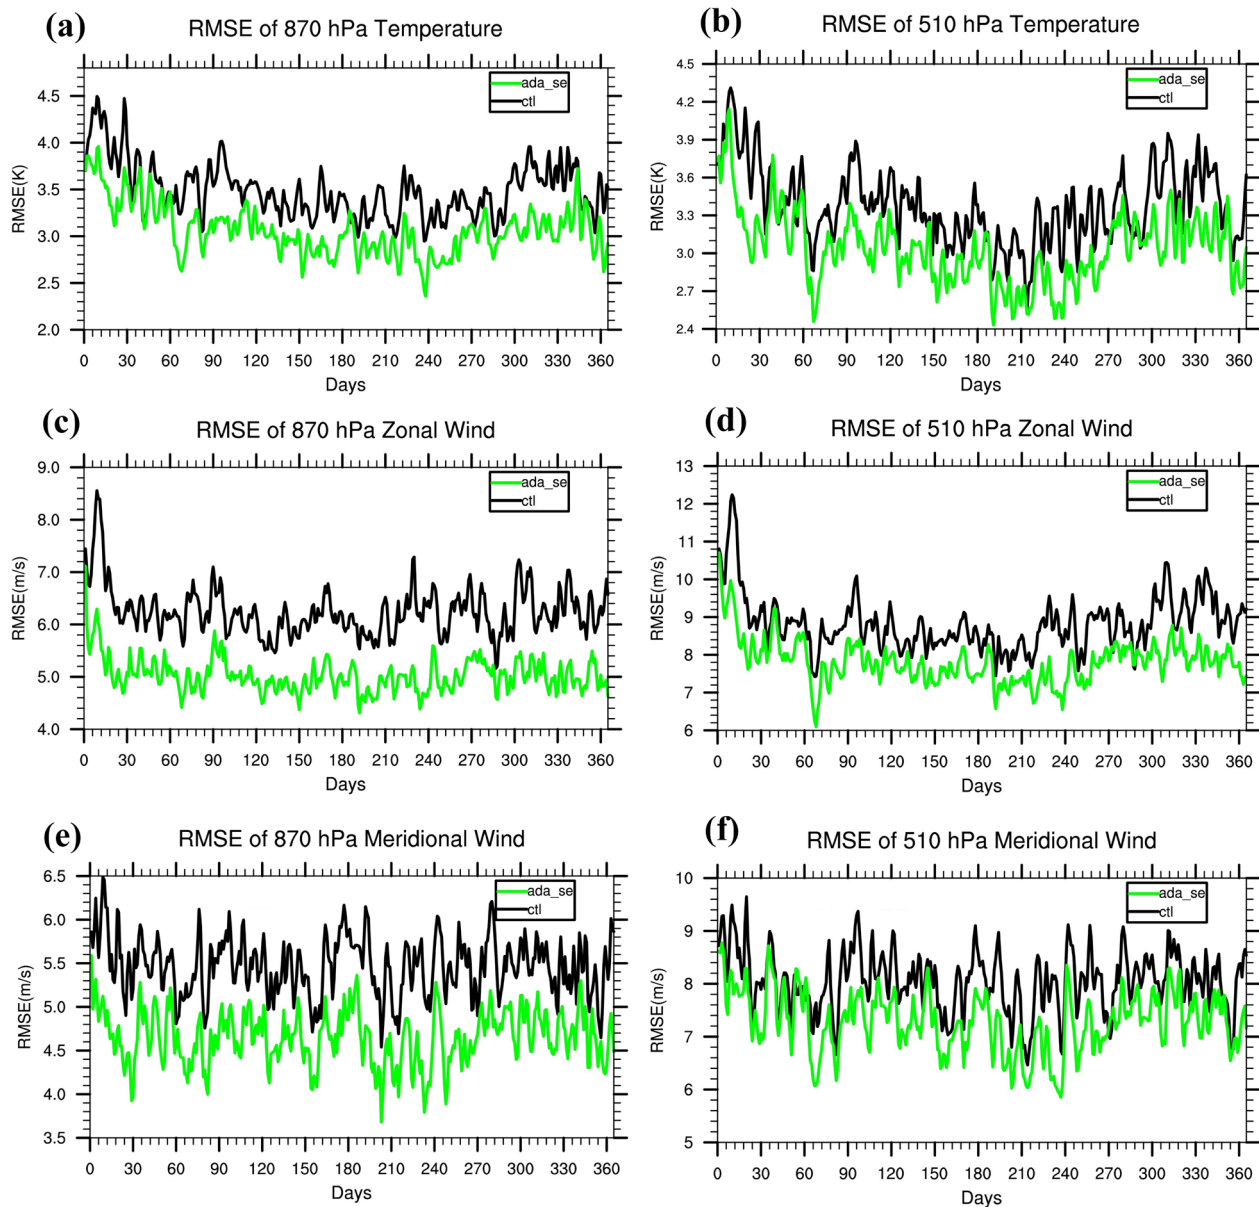 (a)
RMSE of 870 hPa Temperature
RMSE(K)
4.5
4.0
3.5
3.0
2.5
2.0
ada_se
ctl
0 30 60 90 120 150 180 210 240 270 300 330 360
Days
(b)
RMSE of 510 hPa Temperature
RMSE(K)
4.5
4.2
3.9
3.6
3.3
3.0
2.7
2.4
ada_se
ctl
0 30 60 90 120 150 180 210 240 270 300 330 360
Days
(c)
RMSE of 870 hPa Zonal Wind
RMSE(m/s)
9.0
8.0
7.0
6.0
5.0
4.0
ada_se
ctl
0 30 60 90 120 150 180 210 240 270 300 330 360
Days
(d)
RMSE of 510 hPa Zonal Wind
RMSE(m/s)
13
12
11
10
9
8
7
6
ada_se
ctl
0 30 60 90 120 150 180 210 240 270 300 330 360
Days
(e)
RMSE of 870 hPa Meridional Wind
RMSE(m/s)
6.5
6.0
5.5
5.0
4.5
4.0
3.5
ada_se
ctl
0 30 60 90 120 150 180 210 240 270 300 330 360
Days
(f)
RMSE of 510 hPa Meridional Wind
RMSE(m/s)
10
9
8
7
6
5
ada_se
ctl
0 30 60 90 120 150 180 210 240 270 300 330 360
Days